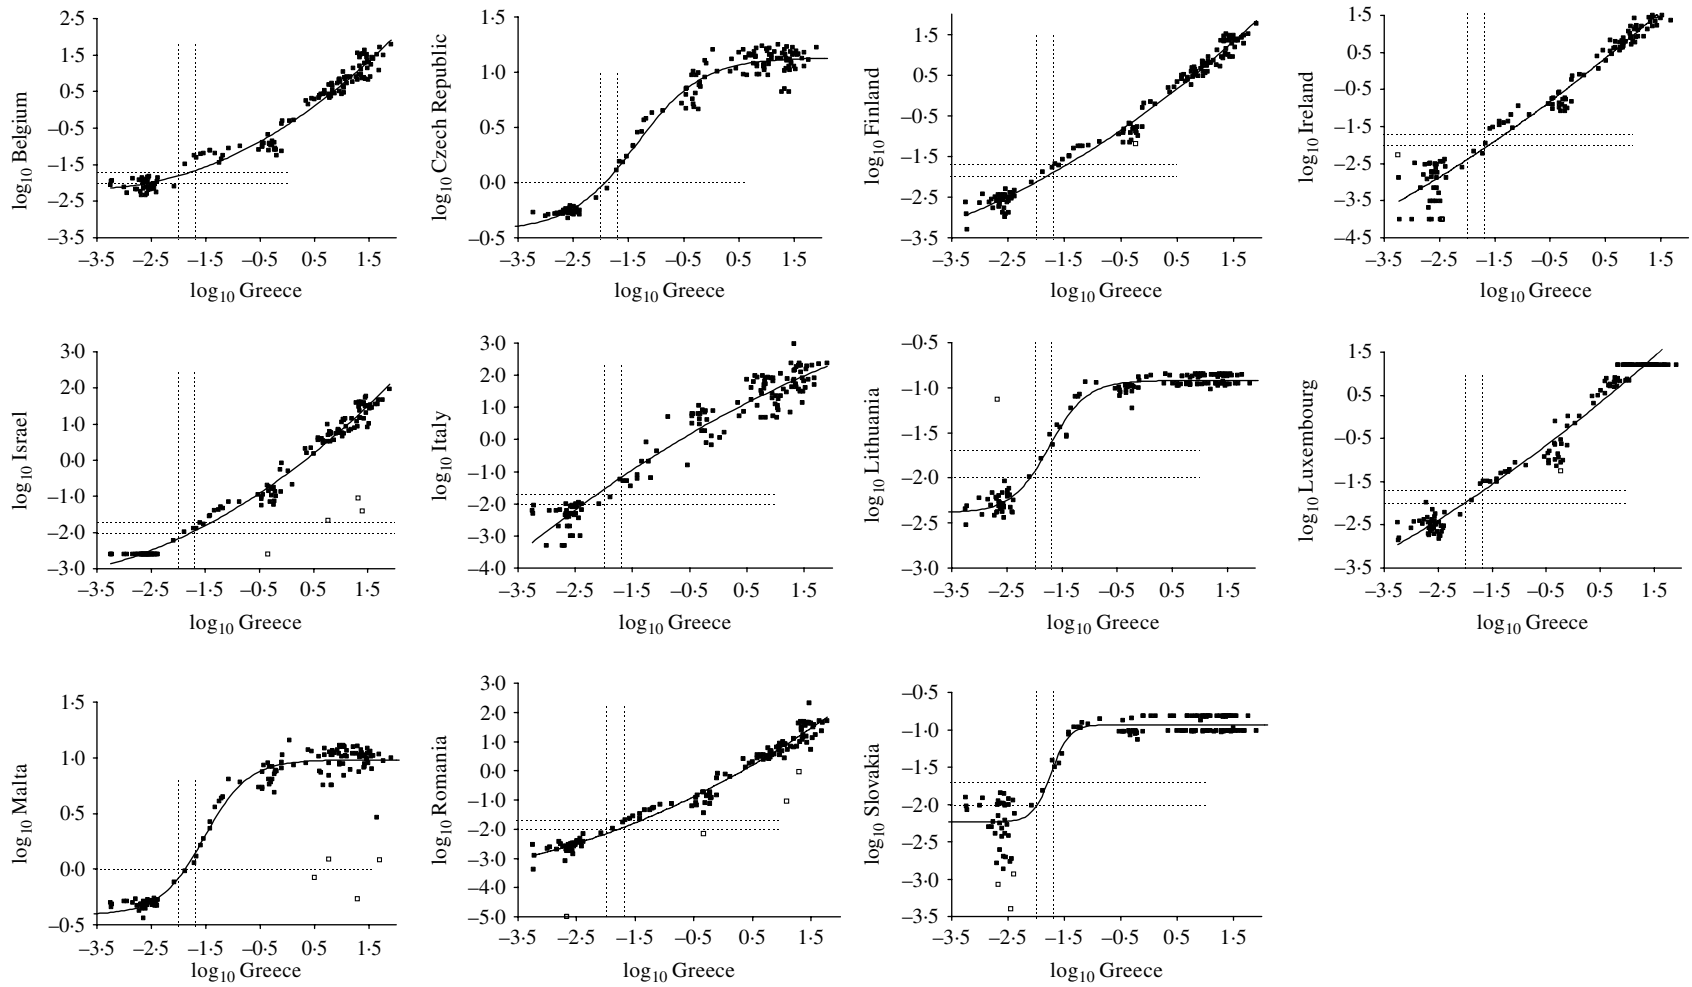 log10 Belgium
2·5
1·5
0·5
–0·5
–1·5
–2·5
–3·5
–3·5 –2·5 –1·5 –0·5 0·5 1·5
log10 Greece
log10 Czech Republic
1·5
1·0
0·5
0·0
–0·5
–3·5 –2·5 –1·5 –0·5 0·5 1·5
log10 Greece
log10 Finland
1·5
0·5
–0·5
–1·5
–2·5
–3·5
–3·5 –2·5 –1·5 –0·5 0·5 1·5
log10 Greece
log10 Ireland
1·5
0·5
–0·5
–1·5
–2·5
–3·5
–4·5
–3·5 –2·5 –1·5 –0·5 0·5 1·5
log10 Greece
log10 Israel
3·0
2·0
1·0
0·0
–1·0
–2·0
–3·0
–3·5 –2·5 –1·5 –0·5 0·5 1·5
log10 Greece
log10 Italy
3·0
2·0
1·0
0·0
–1·0
–2·0
–3·0
–4·0
–3·5 –2·5 –1·5 –0·5 0·5 1·5
log10 Greece
log10 Lithuania
–0·5
–1·0
–1·5
–2·0
–2·5
–3·0
–3·5 –2·5 –1·5 –0·5 0·5 1·5
log10 Greece
log10 Luxembourg
1·5
0·5
–0·5
–1·5
–2·5
–3·5
–3·5 –2·5 –1·5 –0·5 0·5 1·5
log10 Greece
log10 Malta
1·5
1·0
0·5
0·0
–0·5
–3·5 –2·5 –1·5 –0·5 0·5 1·5
log10 Greece
log10 Romania
3·0
2·0
1·0
0·0
–1·0
–2·0
–3·0
–4·0
–5·0
–3·5 –2·5 –1·5 –0·5 0·5 1·5
log10 Greece
log10 Slovakia
–0·5
–1·0
–1·5
–2·0
–2·5
–3·0
–3·5
–3·5 –2·5 –1·5 –0·5 0·5 1·5
log10 Greece